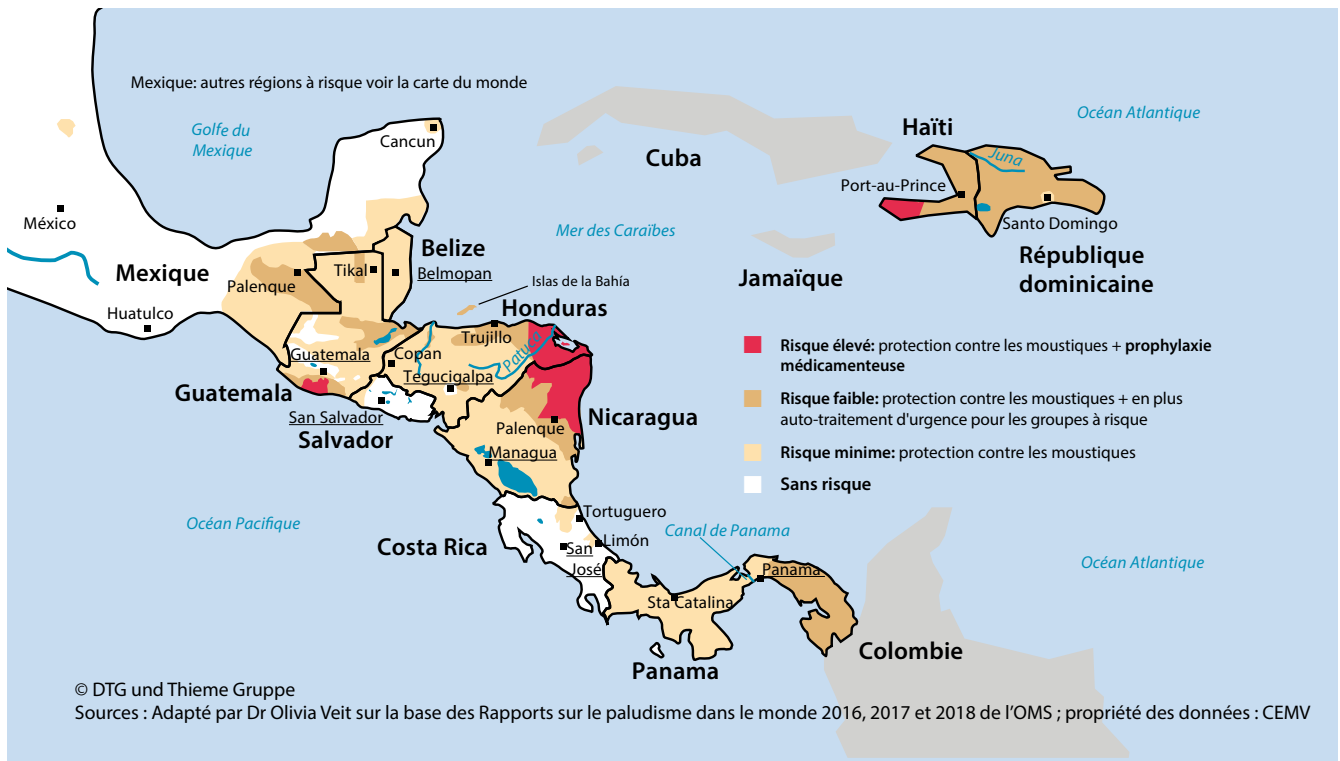 Mexique: autres régions à risque voir la carte du monde
Golfe du
Mexique
Cancun
Cuba
Océan Atlantique
Haïti
Juna
Port-au-Prince
Santo Domingo
République
dominicaine
México
Mer des Caraïbes
Jamaïque
Mexique
Belize
Belmopan
Tikal
Palenque
Islas de la Bahía
Honduras
Huatulco
Trujillo
Patuca
Guatemala
Copan
Tegucigalpa
Guatemala
San Salvador
Salvador
Nicaragua
Palenque
Managua
Risque élevé: protection contre les moustiques + prophylaxie
médicamenteuse
Risque faible: protection contre les moustiques + en plus
auto-traitement d'urgence pour les groupes à risque
Risque minime: protection contre les moustiques
Sans risque
Océan Pacifique
Costa Rica
Tortuguero
Limón
San
José
Canal de Panama
Panama
Océan Atlantique
Sta Catalina
Panama
Colombie
© DTG und Thieme Gruppe
Sources : Adapté par Dr Olivia Veit sur la base des Rapports sur le paludisme dans le monde 2016, 2017 et 2018 de l’OMS ; propriété des données : CEMV